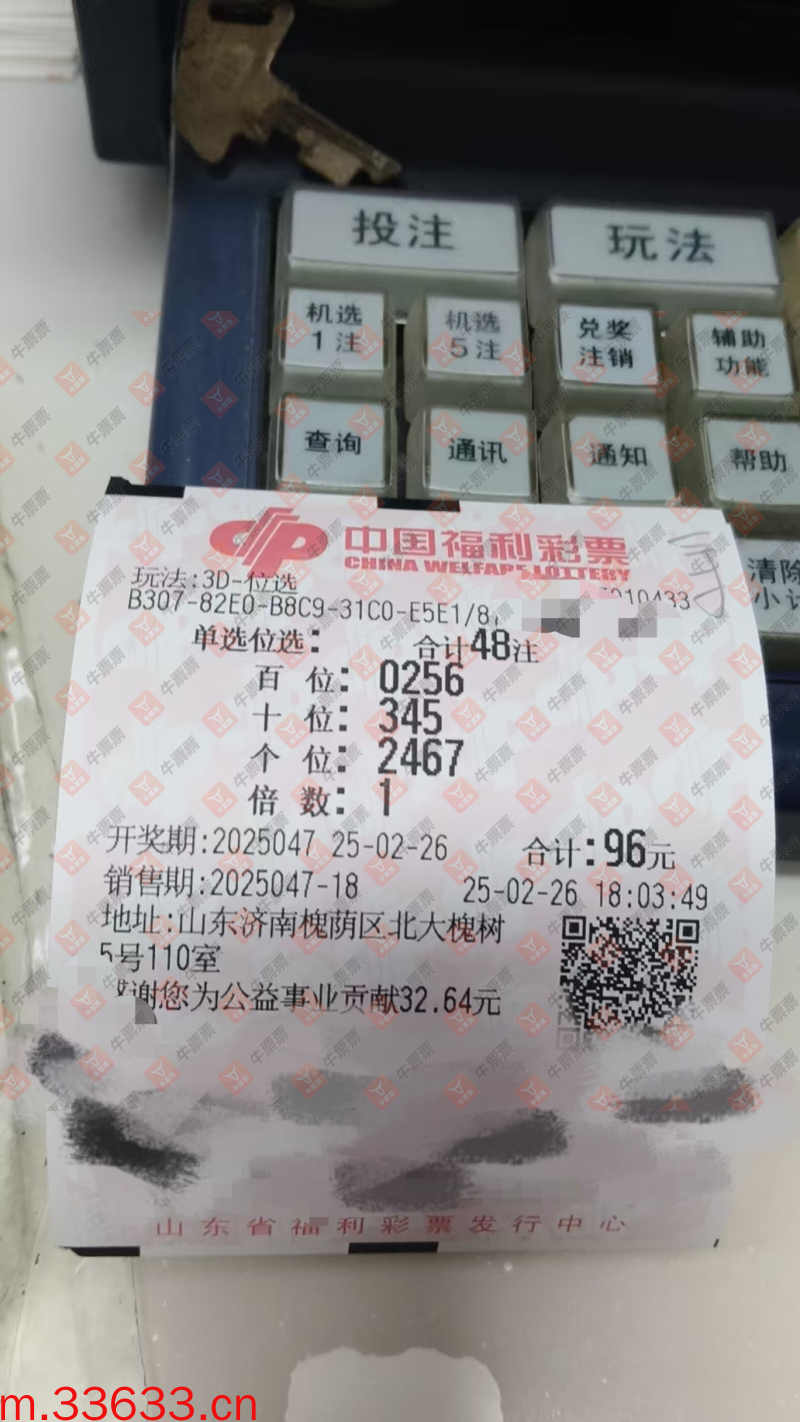 投注
玩法
机选
1注
机选
5注
兑奖
注销
辅助
功能
查询
通讯
通知
帮助
清除
小计
中国福利彩票
CHINA WELFARE LOTTERY
玩法:3D-位选
B307-82E0-B8C9-31C0-E5E1/8 10433
单选位选: 合计48注
百 位: 0256
十 位: 345
个 位: 2467
倍 数: 1
开奖期:2025047 25-02-26 合计:96元
销售期:2025047-18 25-02-26 18:03:49
地址:山东济南槐荫区北大槐树
5号110室
谢您为公益事业贡献32.64元
山东省福利彩票发行中心
牛票票
m.33633.cn